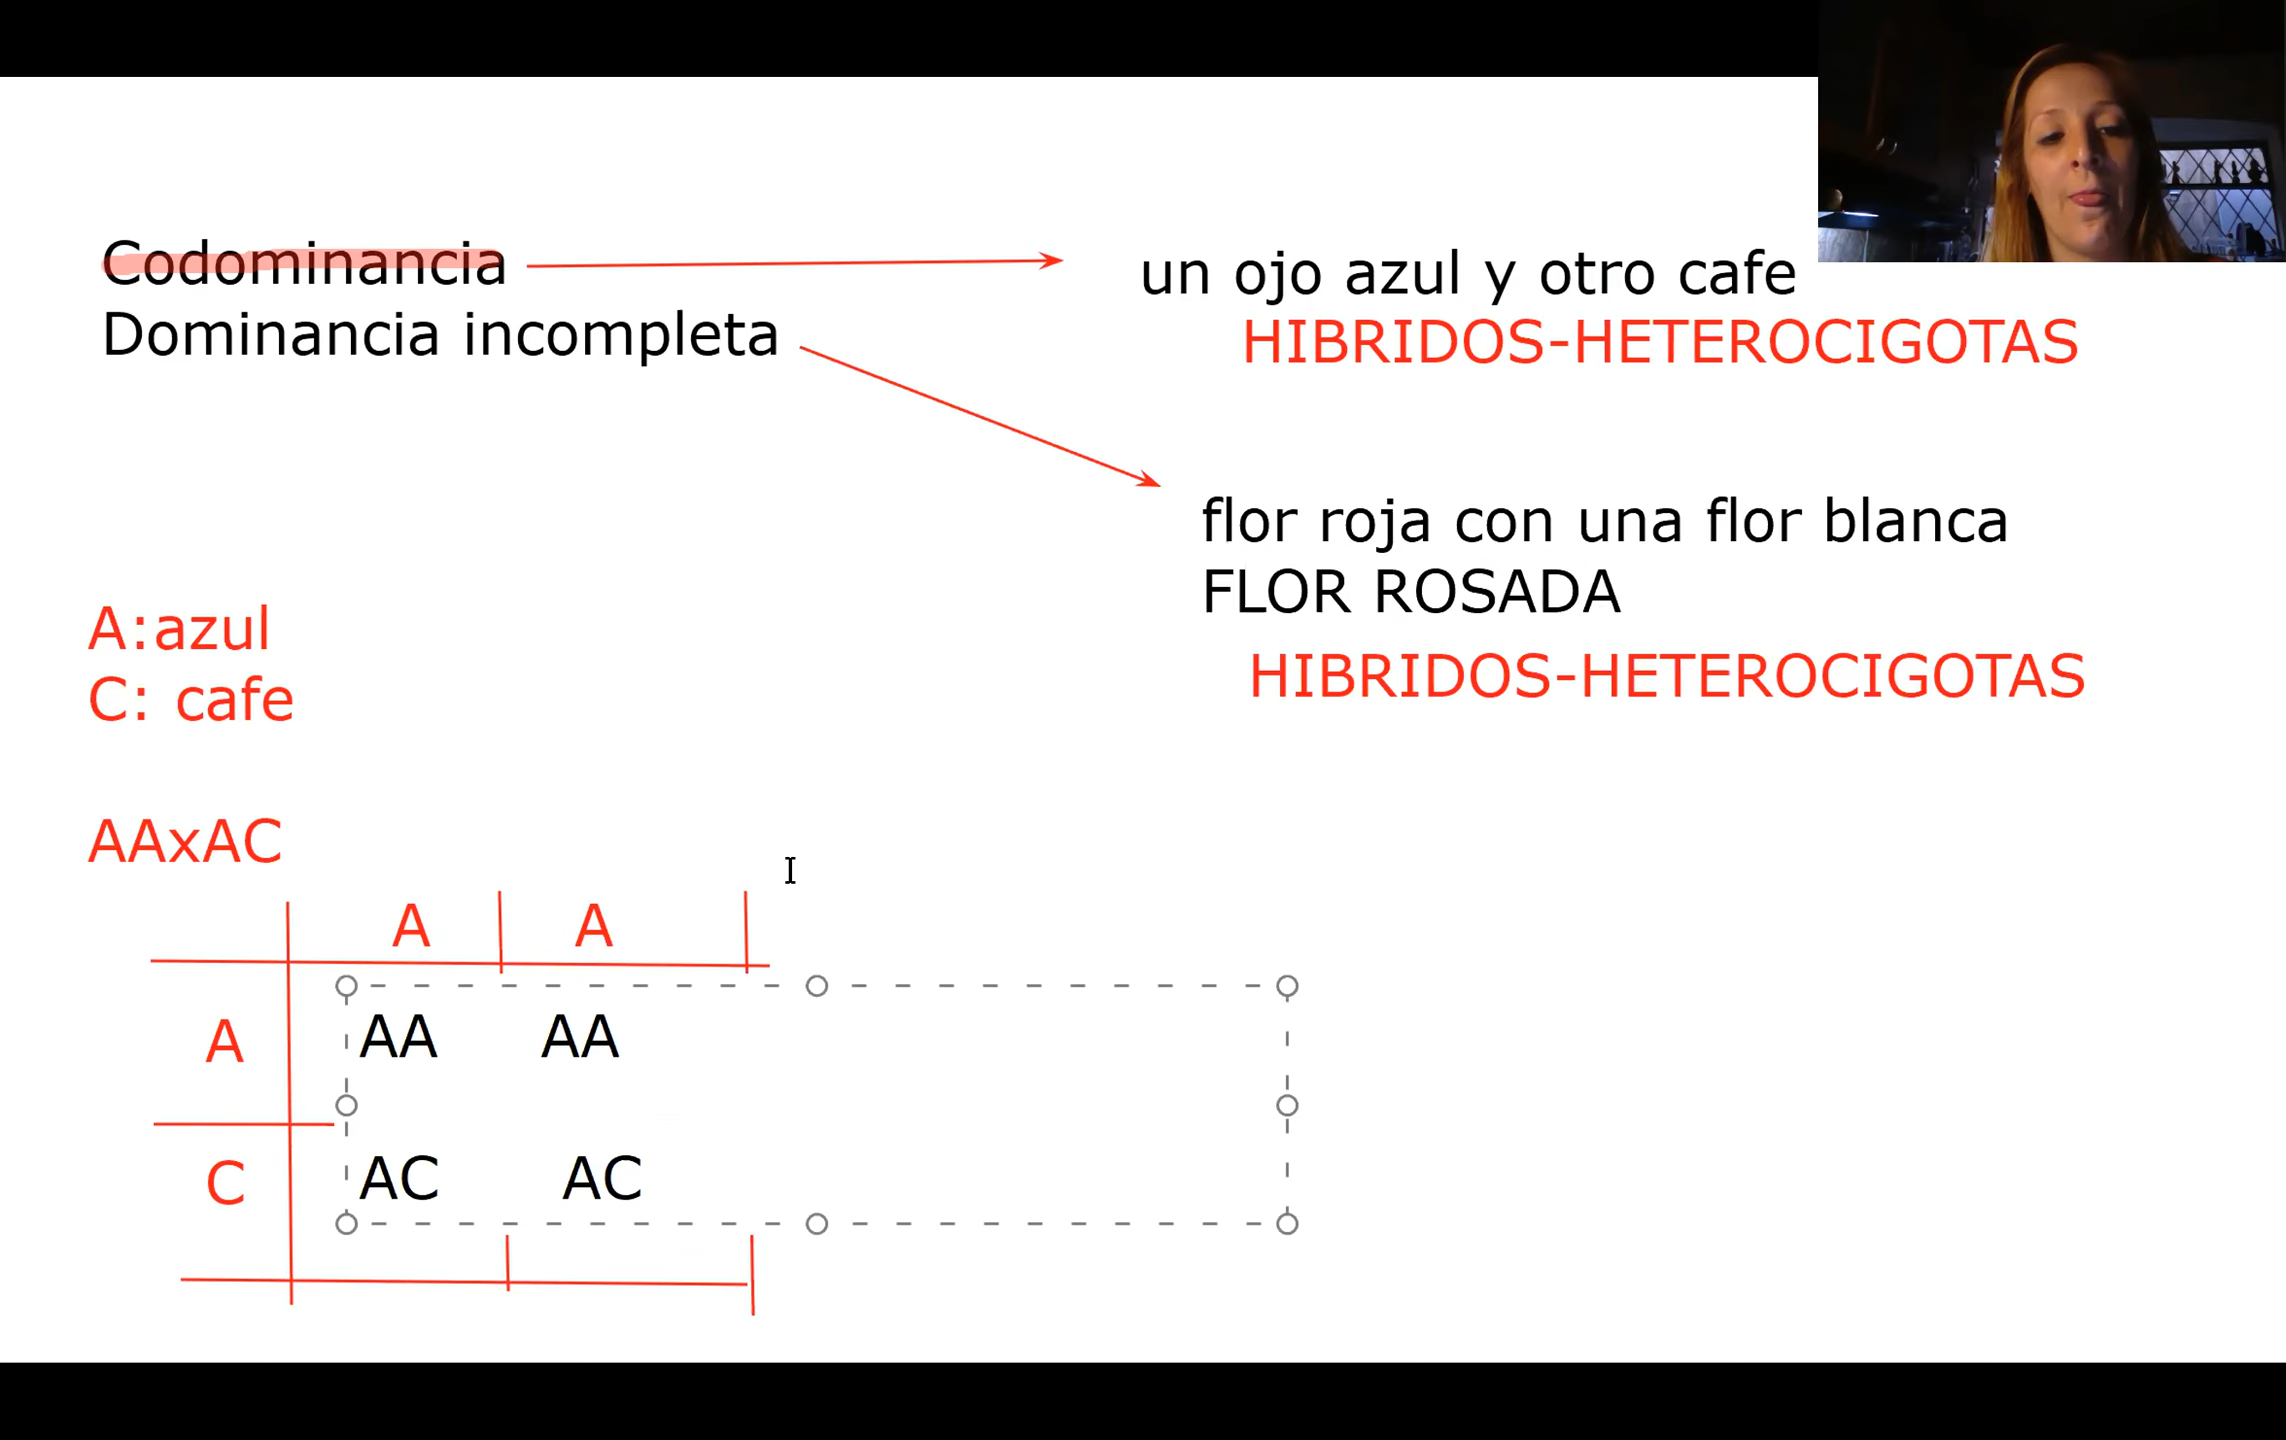 Codominancia
Dominancia incompleta
un ojo azul y otro cafe
HIBRIDOS-HETEROCIGOTAS
flor roja con una flor blanca
FLOR ROSADA
HIBRIDOS-HETEROCIGOTAS
A:azul
C: cafe
AAxAC
A A
A AA AA
C AC AC